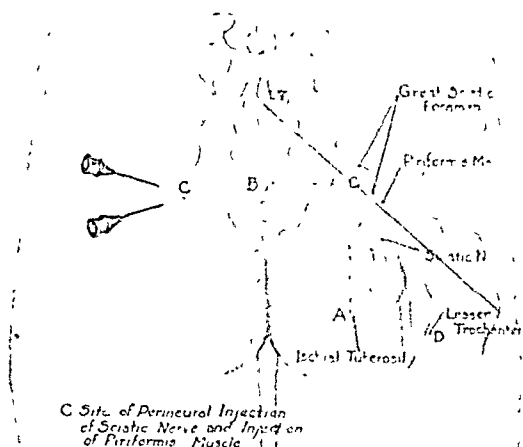 L7
Great Sciatic
Foramen
Piriformis M.
C
B
C
Sciatic N
A
Lesser
Trochanter
D
Ischial Tuberosity
C Site of Perineural Injection
of Sciatic Nerve and Injection
of Piriformis Muscle